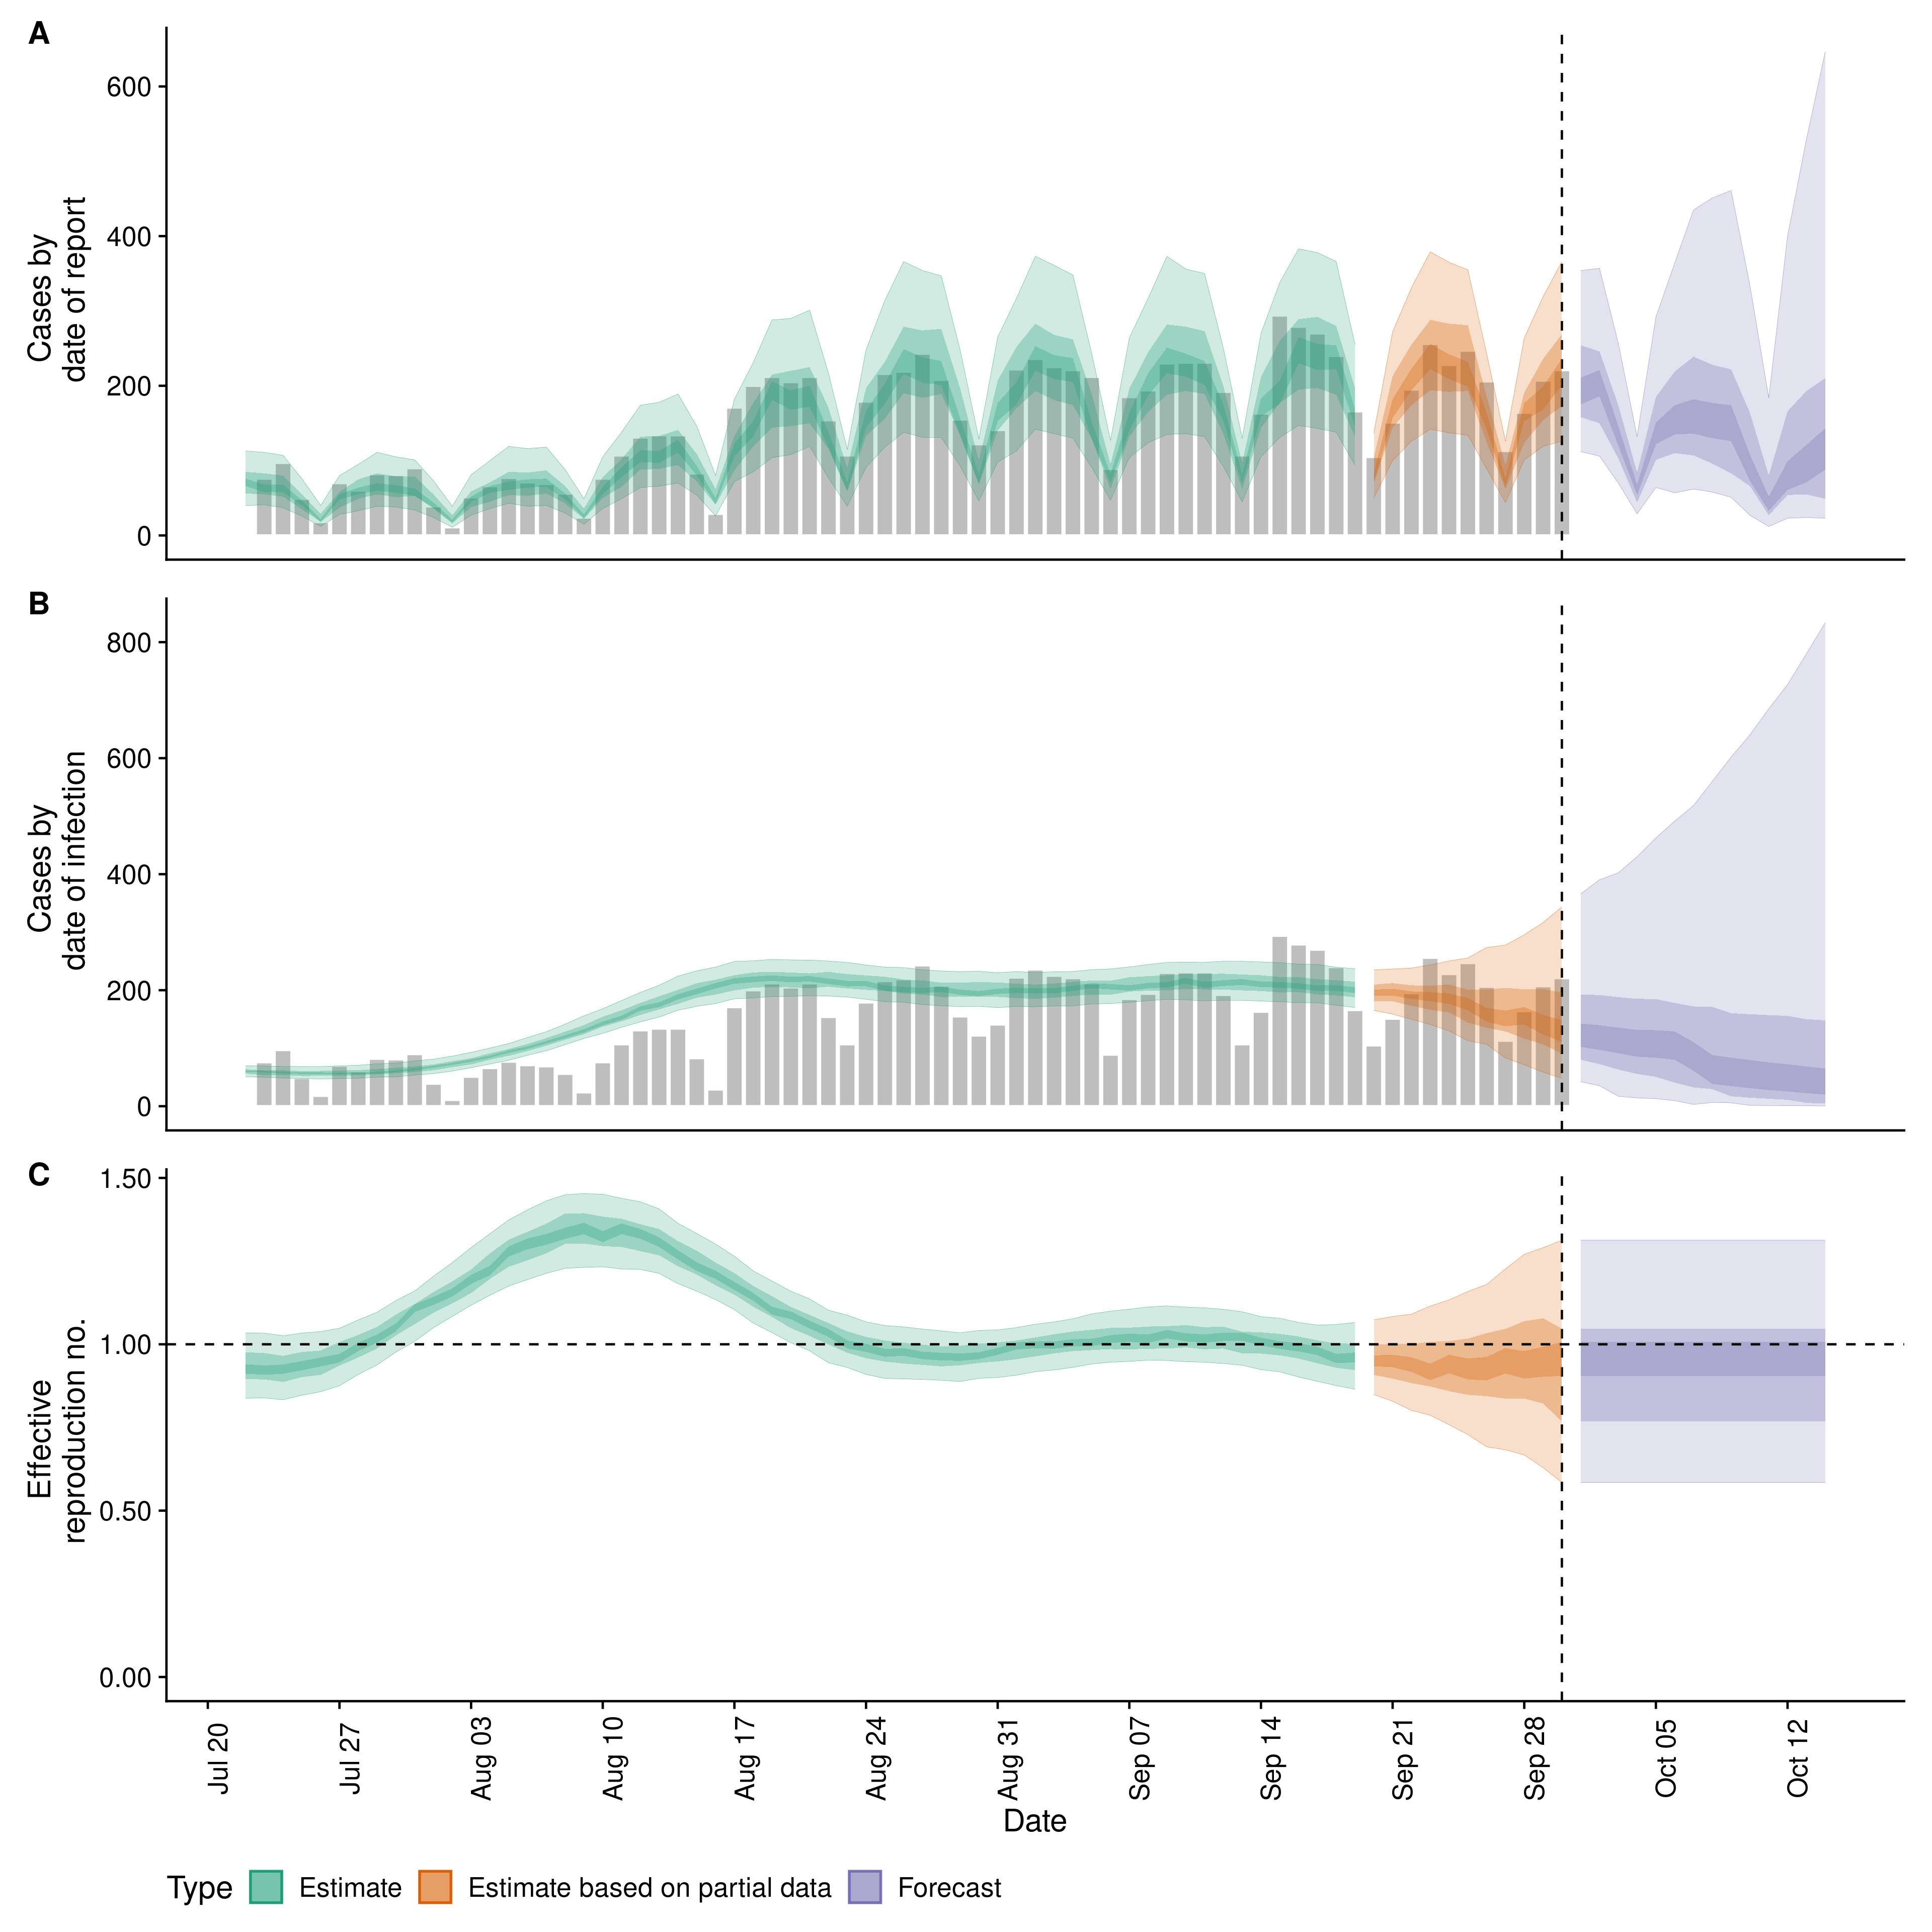 A
Cases by
date of report
600
400
200
0
B
Cases by
date of infection
800
600
400
200
0
C
Effective
reproduction no.
1.50
1.00
0.50
0.00
Jul 20
Jul 27
Aug 03
Aug 10
Aug 17
Aug 24
Aug 31
Sep 07
Sep 14
Sep 21
Sep 28
Oct 05
Oct 12
Date
Type Estimate Estimate based on partial data Forecast